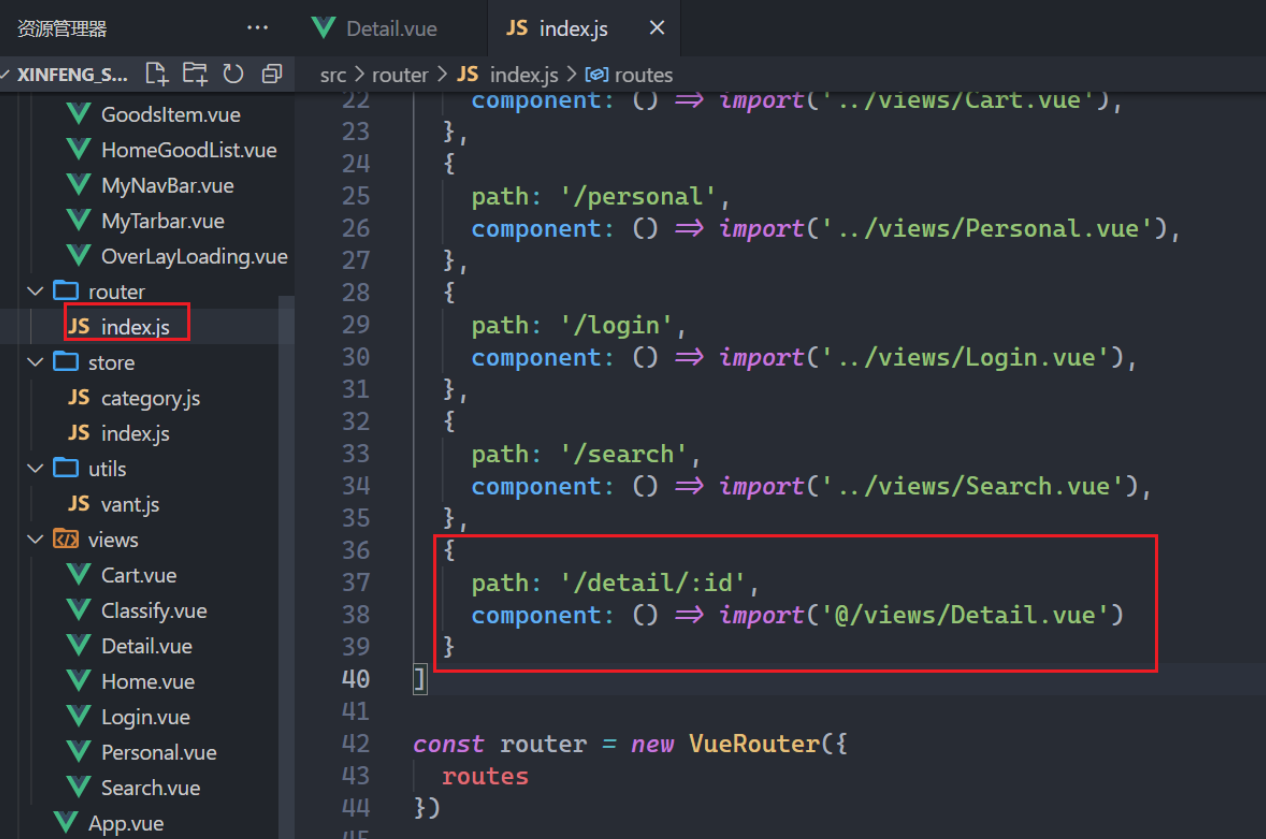 资源管理器 ···
Detail.vue
JS index.js ×
XINFENG_S...
src > router > JS index.js > routes
GoodsItem.vue
HomeGoodList.vue
MyNavBar.vue
MyTarbar.vue
OverLayLoading.vue
router
JS index.js
store
JS category.js
JS index.js
utils
JS vant.js
views
Cart.vue
Classify.vue
Detail.vue
Home.vue
Login.vue
Personal.vue
Search.vue
App.vue
22 component: () => import('../views/Cart.vue'),
23 },
24 {
25 path: '/personal',
26 component: () => import('../views/Personal.vue'),
27 },
28 {
29 path: '/login',
30 component: () => import('../views/Login.vue'),
31 },
32 {
33 path: '/search',
34 component: () => import('../views/Search.vue'),
35 },
36 {
37 path: '/detail/:id',
38 component: () => import('@/views/Detail.vue')
39 }
40 ]
41
42 const router = new VueRouter({
43 routes
44 })
45